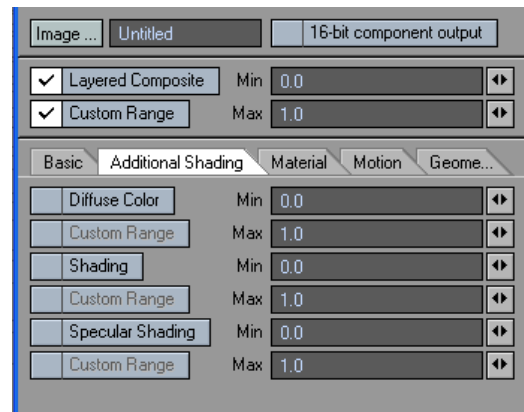 Image ... Untitled 16-bit component output
Layered Composite Min 0.0
Custom Range Max 1.0
Basic Additional Shading Material Motion Geome...
Diffuse Color Min 0.0
Custom Range Max 1.0
Shading Min 0.0
Custom Range Max 1.0
Specular Shading Min 0.0
Custom Range Max 1.0